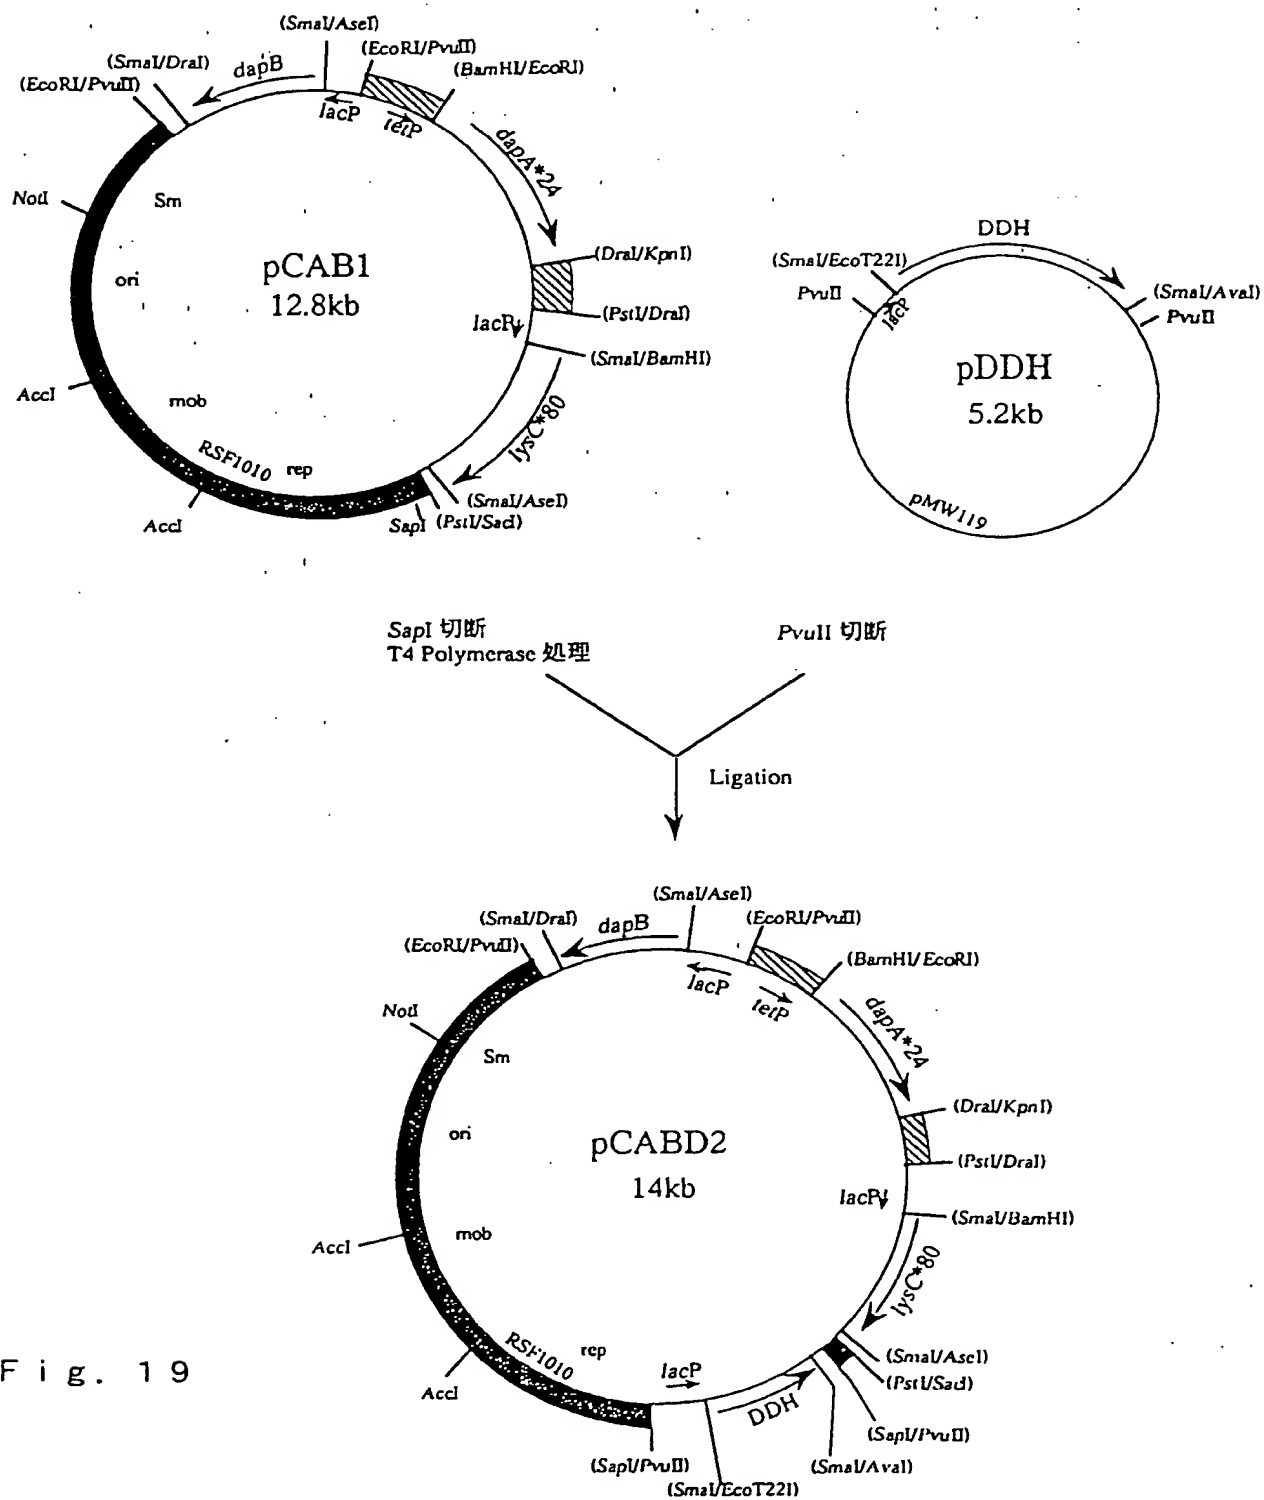 (SmaI/AseI)
(EcoRI/PvuII)
(SmaI/DraI)
dapB
(BamHI/EcoRI)
(EcoRI/PvuII)
lacP
tetP
dapA*24
NotI
Sm
(DraI/KpnI)
pCAB1
12.8kb
ori
(PstI/DraI)
lacP
(SmaI/BamHI)
AccI
mob
lysC*80
RSF1010
rep
(SmaI/AseI)
AccI
SapI
(PstI/SacI)
DDH
(SmaI/EcoT22I)
PvuII
lacP
(SmaI/AvaI)
PvuII
pDDH
5.2kb
pMW119
SapI 切断
T4 Polymerase 処理
PvuII 切断
Ligation
(SmaI/AseI)
(SmaI/DraI)
dapB
(EcoRI/PvuII)
(EcoRI/PvuII)
(BamHI/EcoRI)
lacP
tetP
NotI
dapA*24
Sm
(DraI/KpnI)
ori
pCABD2
14kb
(PstI/DraI)
lacP
(SmaI/BamHI)
mob
AccI
lysC*80
RSF1010
rep
lacP
(SmaI/AseI)
(PstI/SacI)
AccI
DDH
(SapI/PvuII)
(SapI/PvuII)
(SmaI/AvaI)
(SmaI/EcoT22I)
Fig. 19